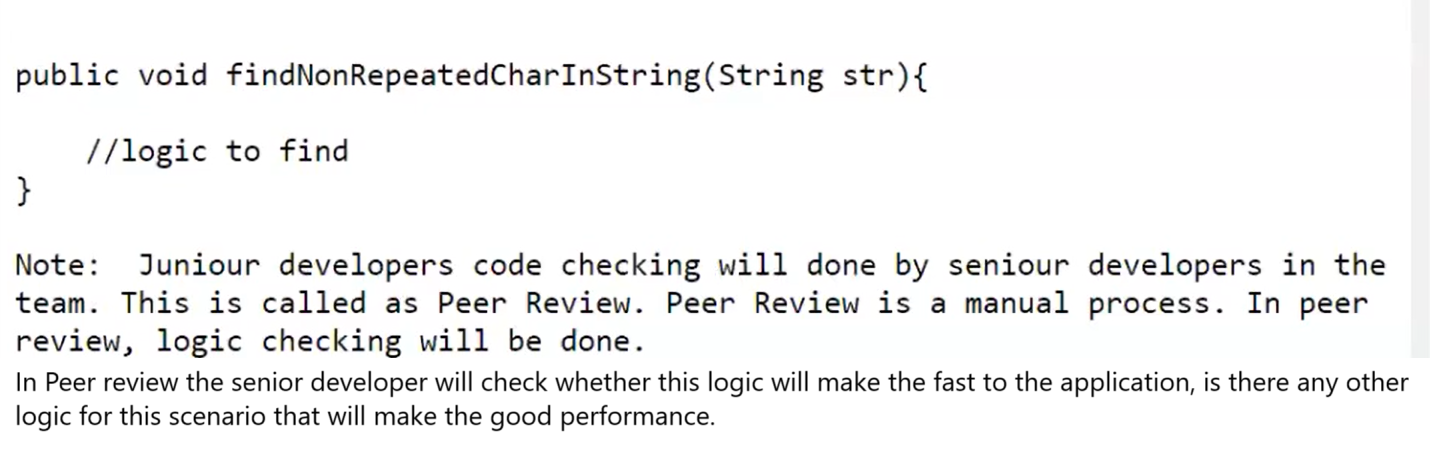 public void findNonRepeatedCharInString(String str){
//logic to find
}
Note:  Juniour developers code checking will done by seniour developers in the
team. This is called as Peer Review. Peer Review is a manual process. In peer
review, logic checking will be done.
In Peer review the senior developer will check whether this logic will make the fast to the application, is there any other
logic for this scenario that will make the good performance.